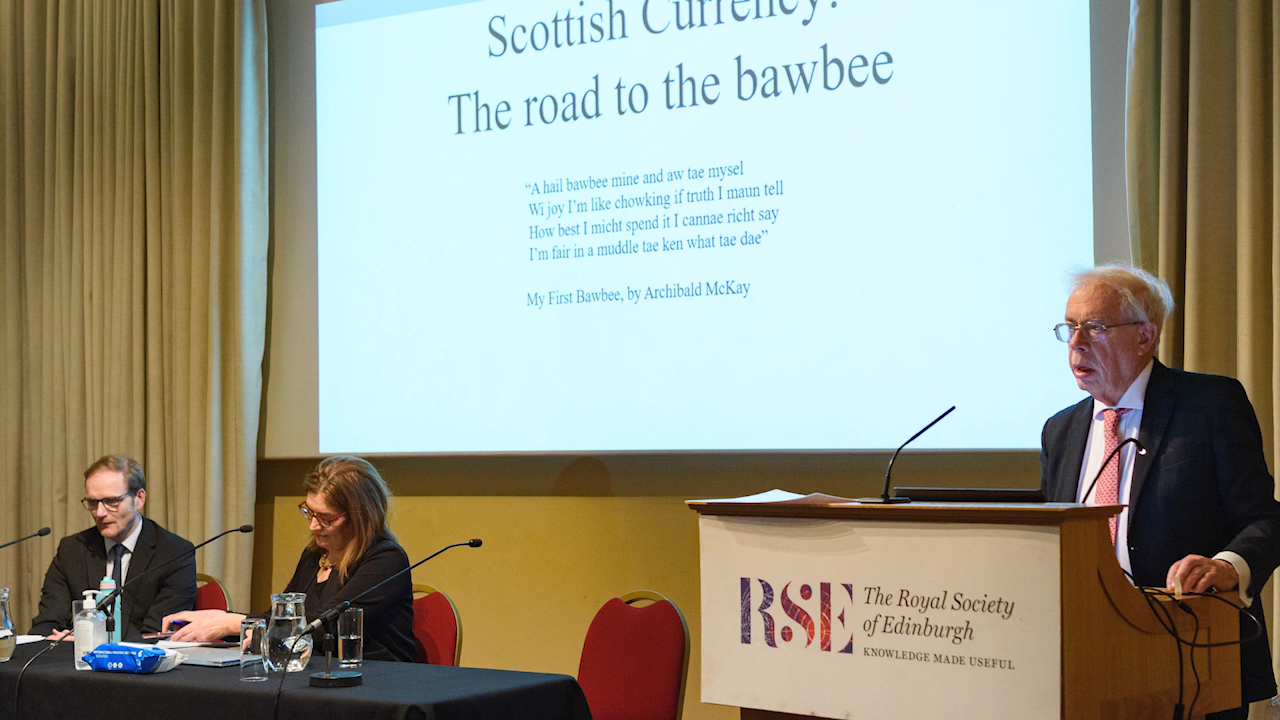 Scottish Currency:
The road to the bawbee
“A hail bawbee mine and aw tae mysel
Wi joy I’m like chowking if truth I maun tell
How best I micht spend it I cannae richt say
I’m fair in a muddle tae ken what tae dae”
My First Bawbee, by Archibald McKay
RSE
The Royal Society
of Edinburgh
KNOWLEDGE MADE USEFUL